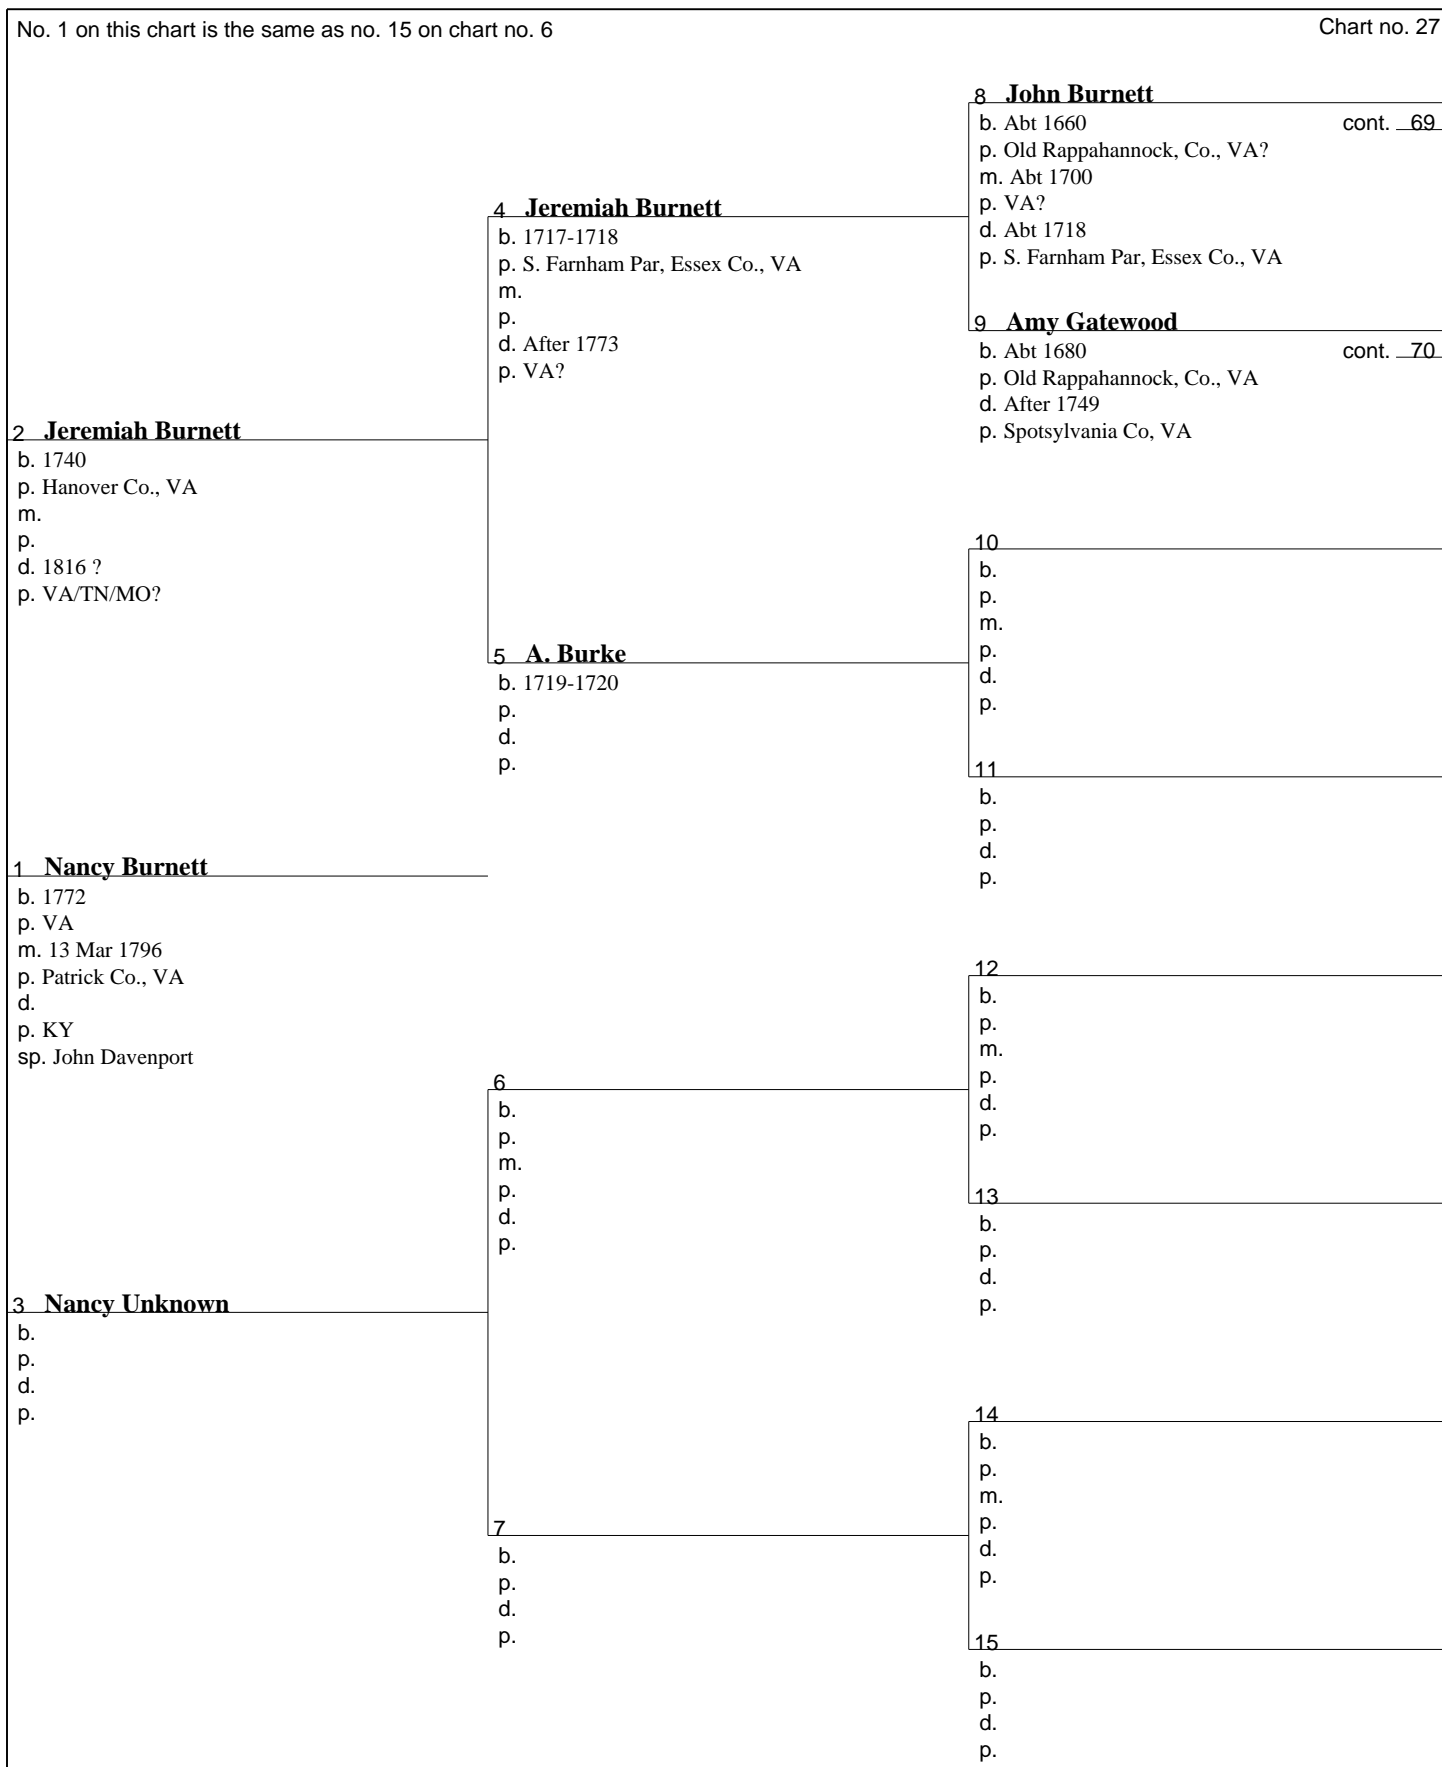 No. 1 on this chart is the same as no. 15 on chart no. 6
Chart no. 27
8 John Burnett
b. Abt 1660 cont. 69
p. Old Rappahannock, Co., VA?
m. Abt 1700
p. VA?
d. Abt 1718
p. S. Farnham Par, Essex Co., VA
4 Jeremiah Burnett
b. 1717-1718
p. S. Farnham Par, Essex Co., VA
m.
p.
d. After 1773
p. VA?
9 Amy Gatewood
b. Abt 1680 cont. 70
p. Old Rappahannock, Co., VA
d. After 1749
p. Spotsylvania Co, VA
2 Jeremiah Burnett
b. 1740
p. Hanover Co., VA
m.
p.
d. 1816 ?
p. VA/TN/MO?
10
b.
p.
m.
p.
d.
p.
5 A. Burke
b. 1719-1720
p.
d.
p.
11
b.
p.
d.
p.
1 Nancy Burnett
b. 1772
p. VA
m. 13 Mar 1796
p. Patrick Co., VA
d.
p. KY
sp. John Davenport
12
b.
p.
m.
p.
d.
p.
6
b.
p.
m.
p.
d.
p.
13
b.
p.
d.
p.
3 Nancy Unknown
b.
p.
d.
p.
14
b.
p.
m.
p.
d.
p.
7
b.
p.
d.
p.
15
b.
p.
d.
p.